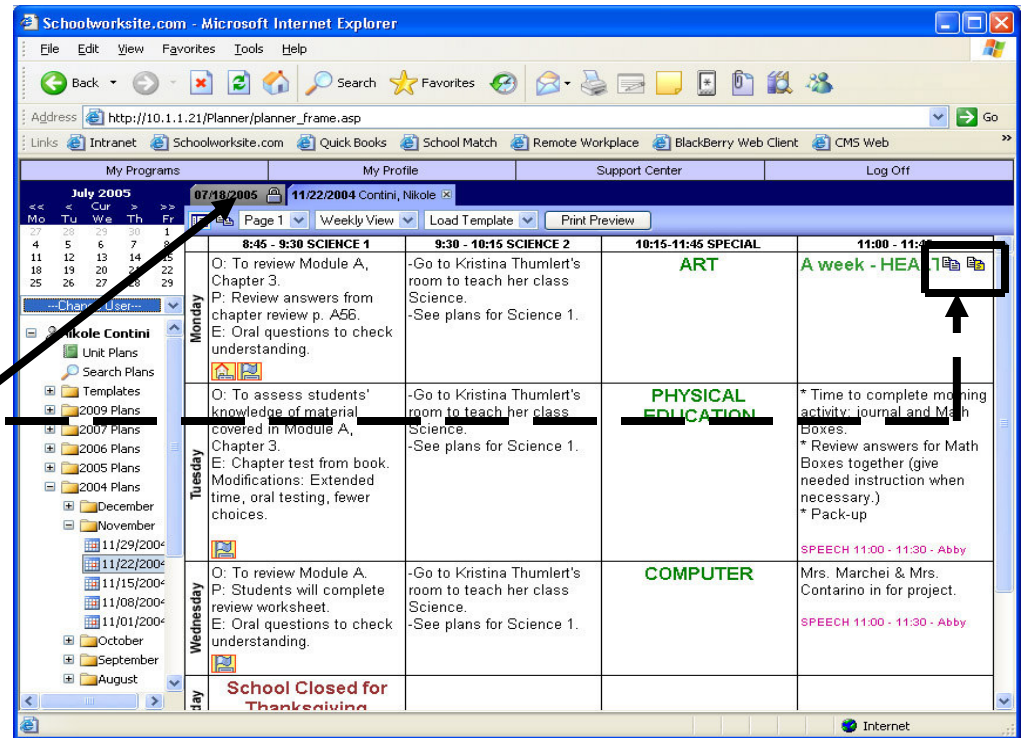 Schoolworksite.com - Microsoft Internet Explorer
File Edit View Favorites Tools Help
Back Search Favorites
Address http://10.1.1.21/Planner/planner_frame.asp Go
Links Intranet Schoolworksite.com Quick Books School Match Remote Workplace BlackBerry Web Client CMS Web »
My Programs My Profile Support Center Log Off
July 2005
<< < Cur > >>
Mo Tu We Th Fr
27 28 29 30 1
4 5 6 7 8
11 12 13 14 15
18 19 20 21 22
25 26 27 28 29
---Change User---
Nikole Contini
Unit Plans
Search Plans
Templates
2009 Plans
2007 Plans
2006 Plans
2005 Plans
2004 Plans
December
November
11/29/2004
11/22/2004
11/15/2004
11/08/2004
11/01/2004
October
September
August
07/18/2005 11/22/2004 Contini, Nikole
Page 1 Weekly View Load Template Print Preview
8:45 - 9:30 SCIENCE 1 9:30 - 10:15 SCIENCE 2 10:15-11:45 SPECIAL 11:00 - 11:45
Monday
O: To review Module A,
Chapter 3.
P: Review answers from
chapter review p. A56.
E: Oral questions to check
understanding.
-Go to Kristina Thumlert's
room to teach her class
Science.
-See plans for Science 1.
ART
A week - HEART
Tuesday
O: To assess students'
knowledge of material
covered in Module A,
Chapter 3.
E: Chapter test from book.
Modifications: Extended
time, oral testing, fewer
choices.
-Go to Kristina Thumlert's
room to teach her class
Science.
-See plans for Science 1.
PHYSICAL
EDUCATION
* Time to complete morning
activity: journal and Math
Boxes.
* Review answers for Math
Boxes together (give
needed instruction when
necessary.)
* Pack-up
SPEECH 11:00 - 11:30 - Abby
Wednesday
O: To review Module A.
P: Students will complete
review worksheet.
E: Oral questions to check
understanding.
-Go to Kristina Thumlert's
room to teach her class
Science.
-See plans for Science 1.
COMPUTER
Mrs. Marchei & Mrs.
Contarino in for project.
SPEECH 11:00 - 11:30 - Abby
School Closed for
Thanksgiving
Internet